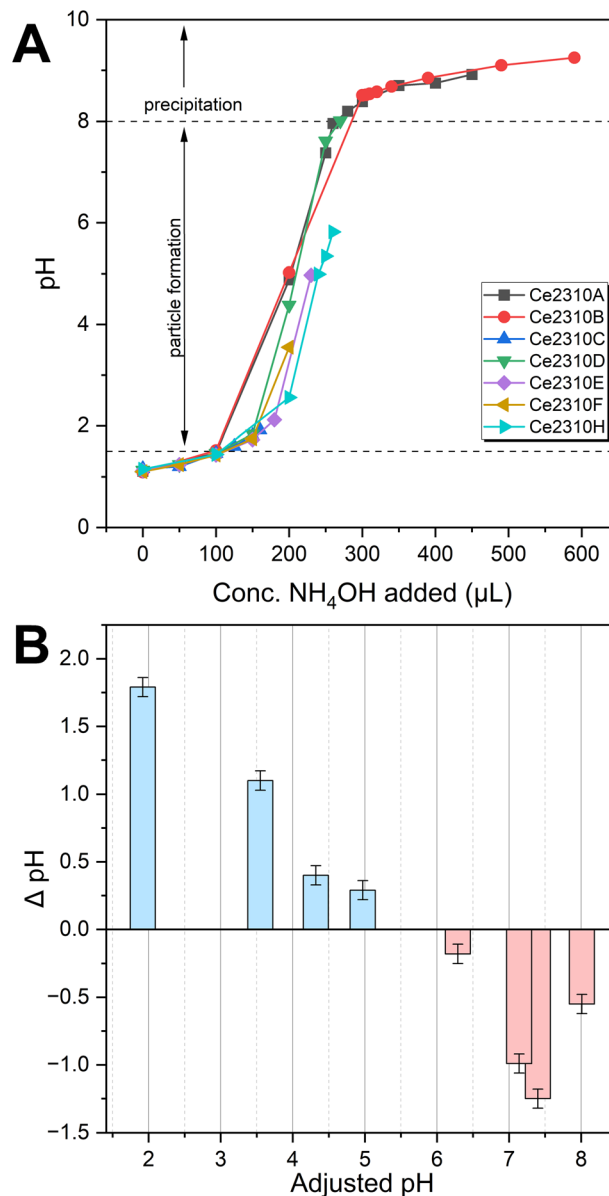 A
10
8
6
4
2
0
pH
precipitation
particle formation
Ce2310A
Ce2310B
Ce2310C
Ce2310D
Ce2310E
Ce2310F
Ce2310H
0 100 200 300 400 500 600
Conc. NH₄OH added (µL)
B
2.0
1.5
1.0
0.5
0.0
−0.5
−1.0
−1.5
Δ pH
2 3 4 5 6 7 8
Adjusted pH